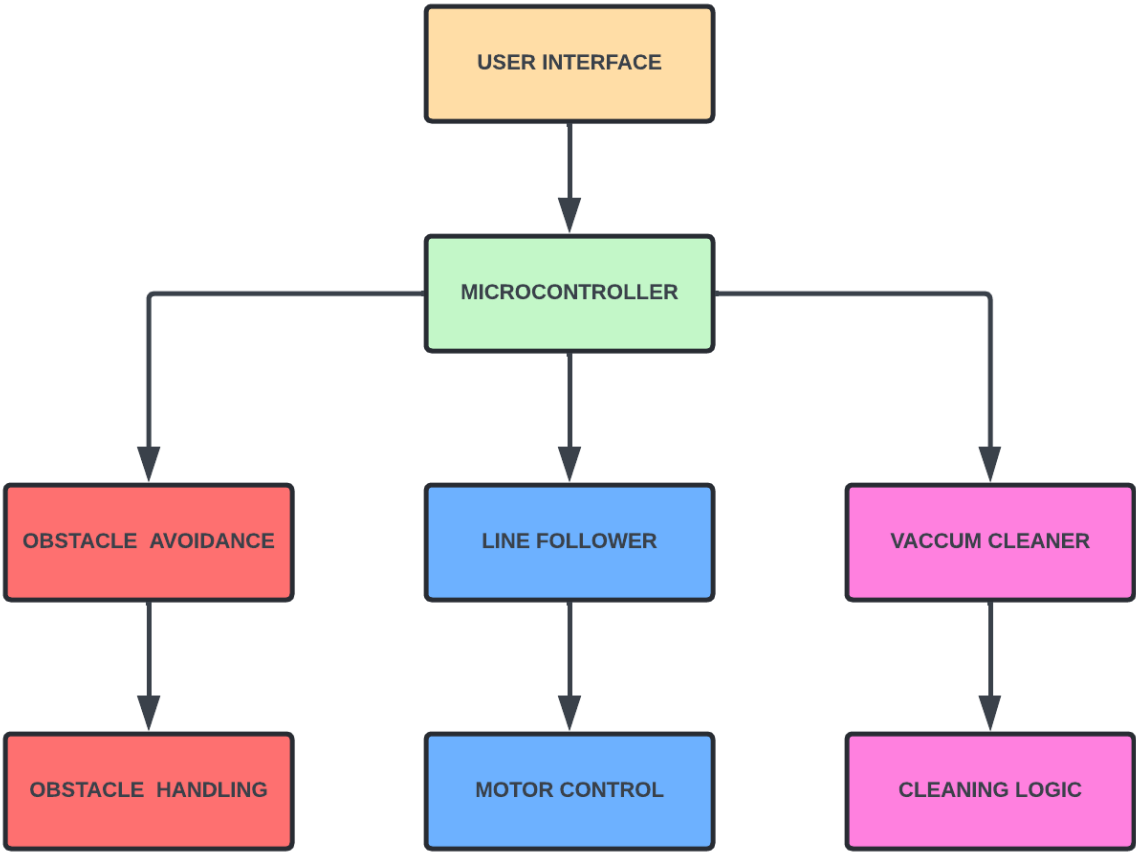 USER INTERFACE
MICROCONTROLLER
OBSTACLE  AVOIDANCE
LINE FOLLOWER
VACCUM CLEANER
OBSTACLE  HANDLING
MOTOR CONTROL
CLEANING LOGIC